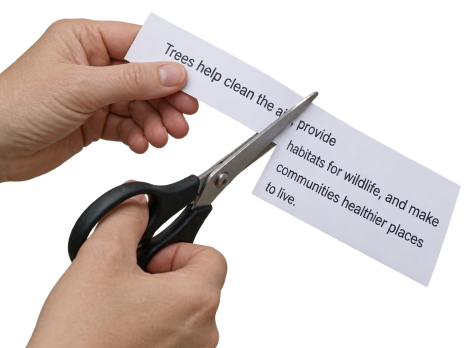 Trees help clean the air, provide
habitats for wildlife, and make
communities healthier places
to live.